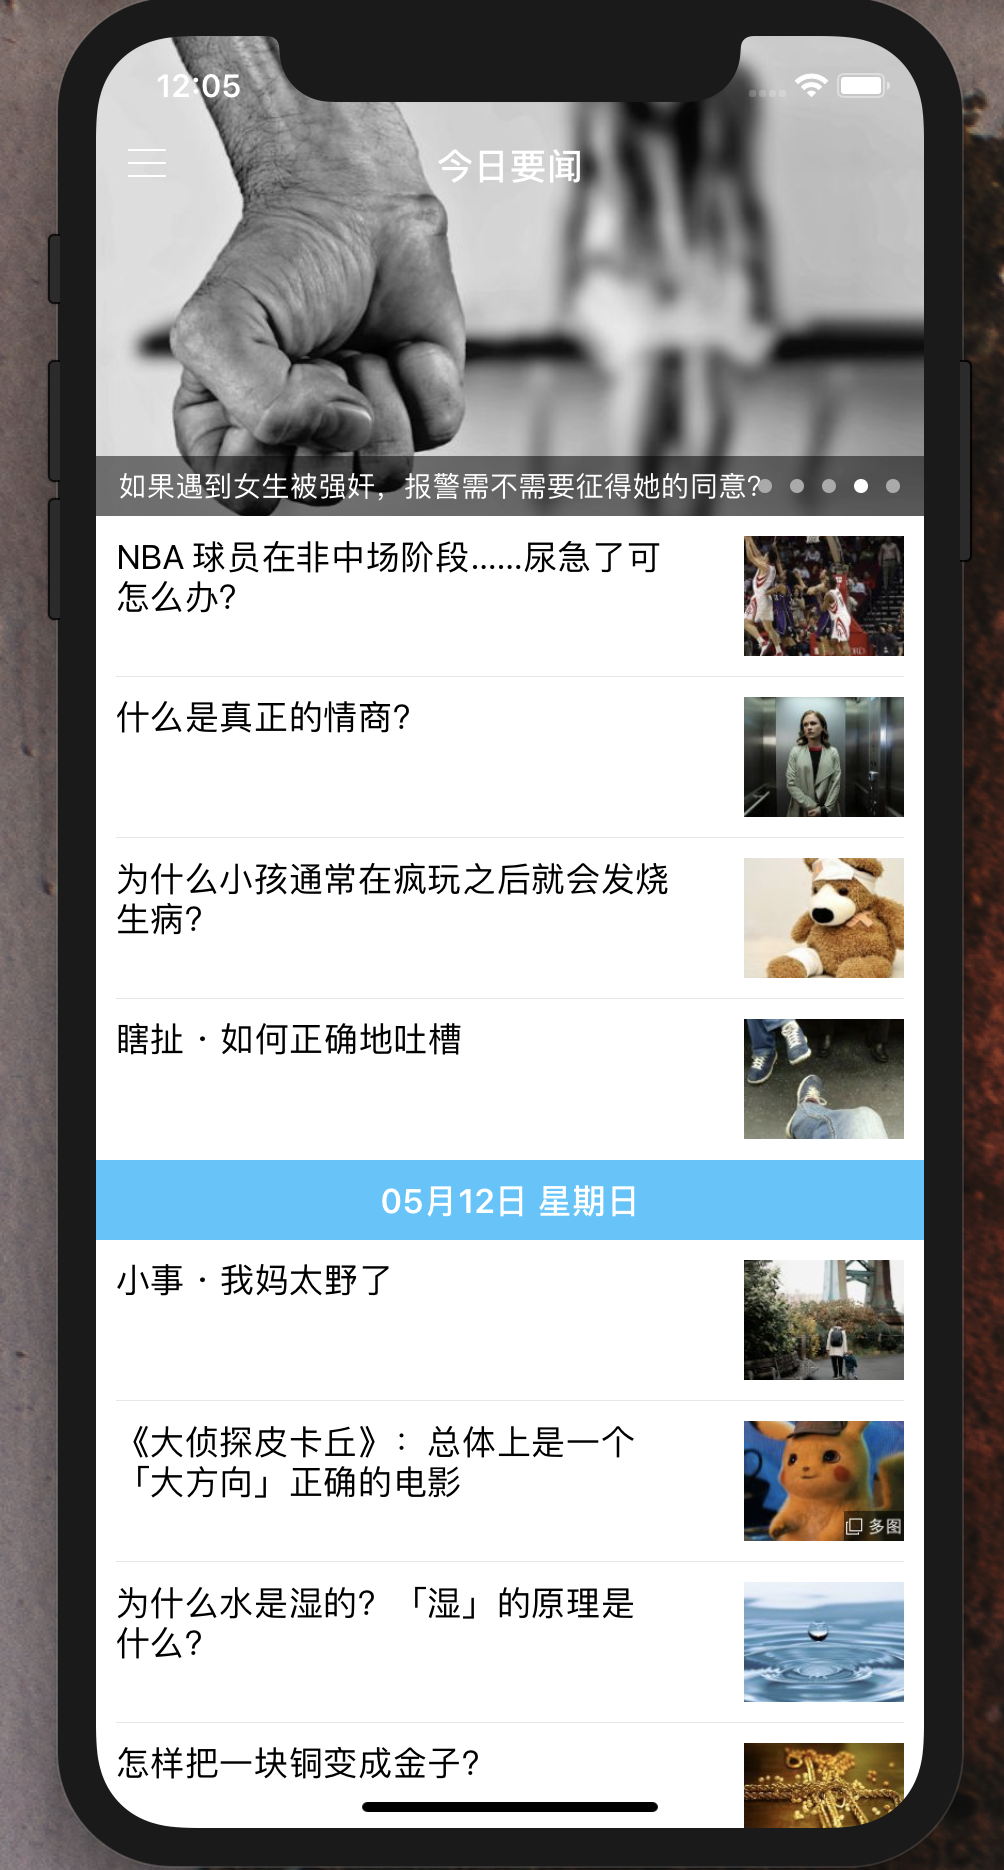 12:05
今日要闻
如果遇到女生被强奸，报警需不需要征得她的同意?
NBA 球员在非中场阶段……尿急了可
怎么办?
什么是真正的情商?
为什么小孩通常在疯玩之后就会发烧
生病?
瞎扯 · 如何正确地吐槽
05月12日 星期日
小事 · 我妈太野了
《大侦探皮卡丘》：总体上是一个
「大方向」正确的电影
多图
为什么水是湿的? 「湿」的原理是
什么?
怎样把一块铜变成金子?